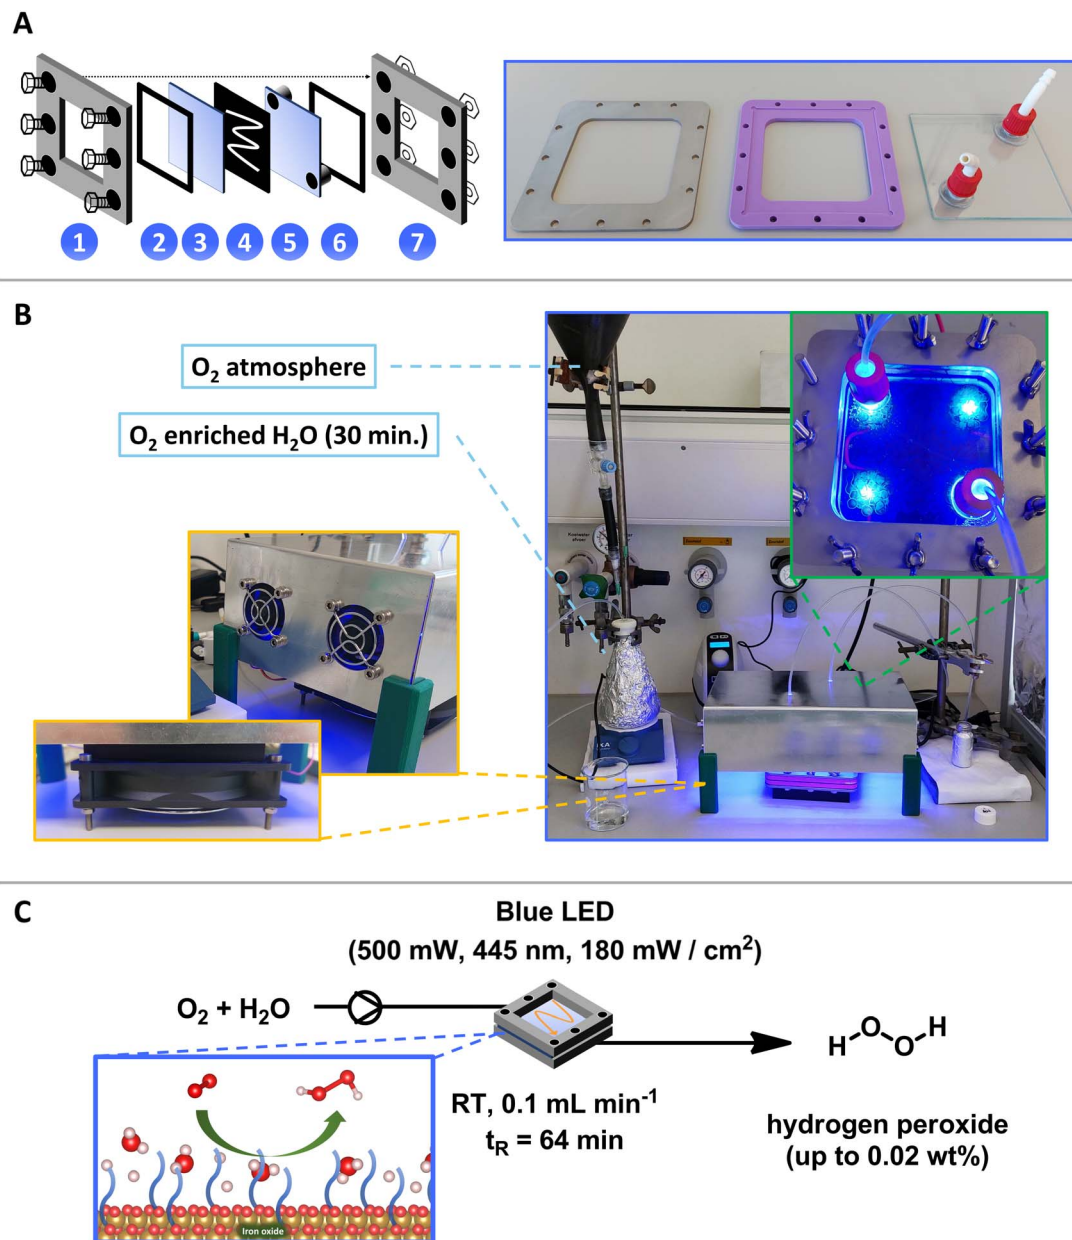 A
1 2 3 4 5 6 7
B
O₂ atmosphere
O₂ enriched H₂O (30 min.)
C
Blue LED
(500 mW, 445 nm, 180 mW / cm²)
O₂ + H₂O
H O O H
RT, 0.1 mL min⁻¹
t_R = 64 min
hydrogen peroxide
(up to 0.02 wt%)
Iron oxide